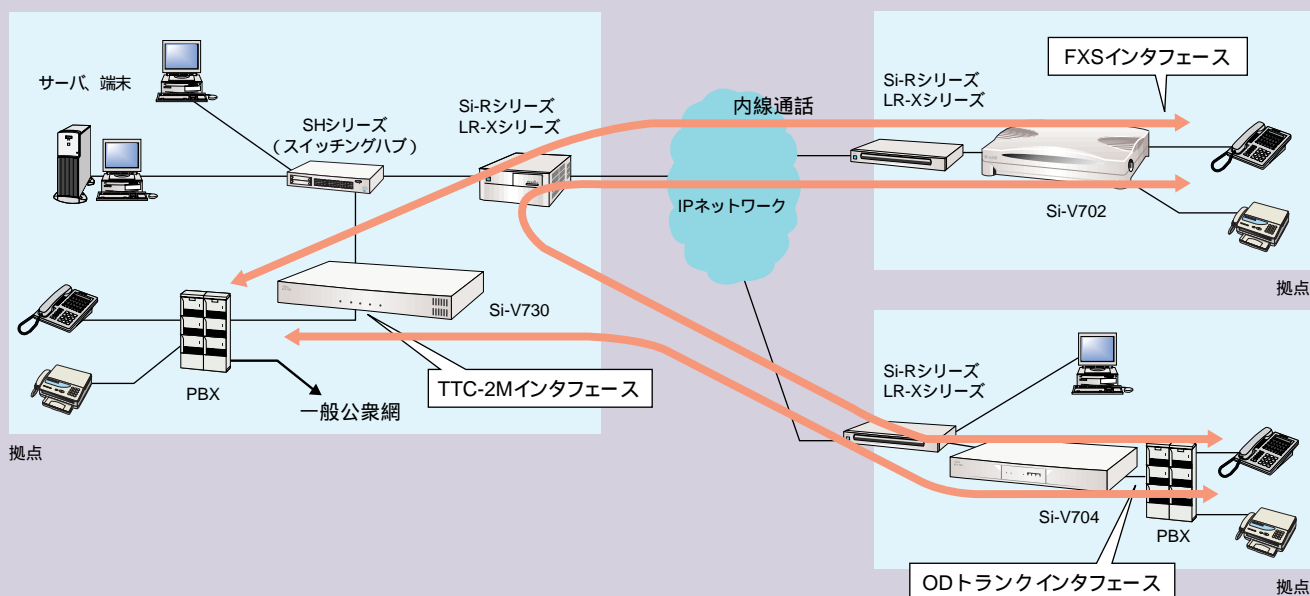 サーバ、端末
SHシリーズ
（スイッチングハブ）
Si-Rシリーズ
LR-Xシリーズ
Si-V730
PBX
一般公衆網
TTC-2Mインタフェース
拠点
内線通話
IPネットワーク
FXSインタフェース
Si-Rシリーズ
LR-Xシリーズ
Si-V702
拠点
Si-Rシリーズ
LR-Xシリーズ
Si-V704
PBX
ODトランクインタフェース
拠点